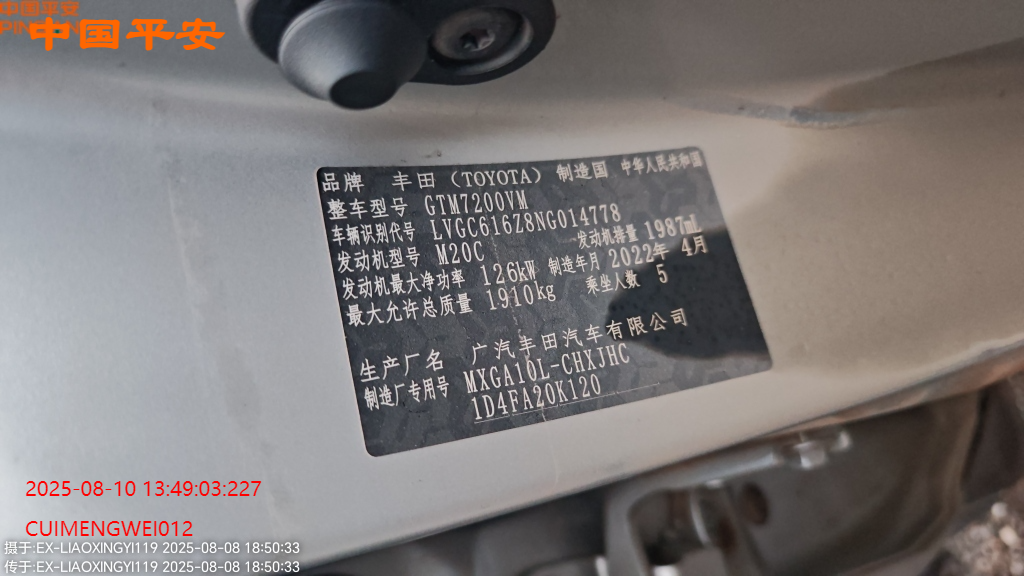 中国平安
中国平安
品牌 丰田 (TOYOTA) 制造国 中华人民共和国
整车型号 GTM7200VM
车辆识别代号 LVGC616Z8NG014778
发动机型号 M20C 发动机排量 1987mL
发动机最大净功率 126kW 制造年月 2022年 4月
最大允许总质量 1910kg 乘坐人数 5
生产厂名 广汽丰田汽车有限公司
制造厂专用号 MXGA10L-CHXJHC
1D4FA20K120
2025-08-10 13:49:03:227
CUIMENGWEI012
摄于:EX-LIAOXINGYI119 2025-08-08 18:50:33
传于:EX-LIAOXINGYI119 2025-08-08 18:50:33